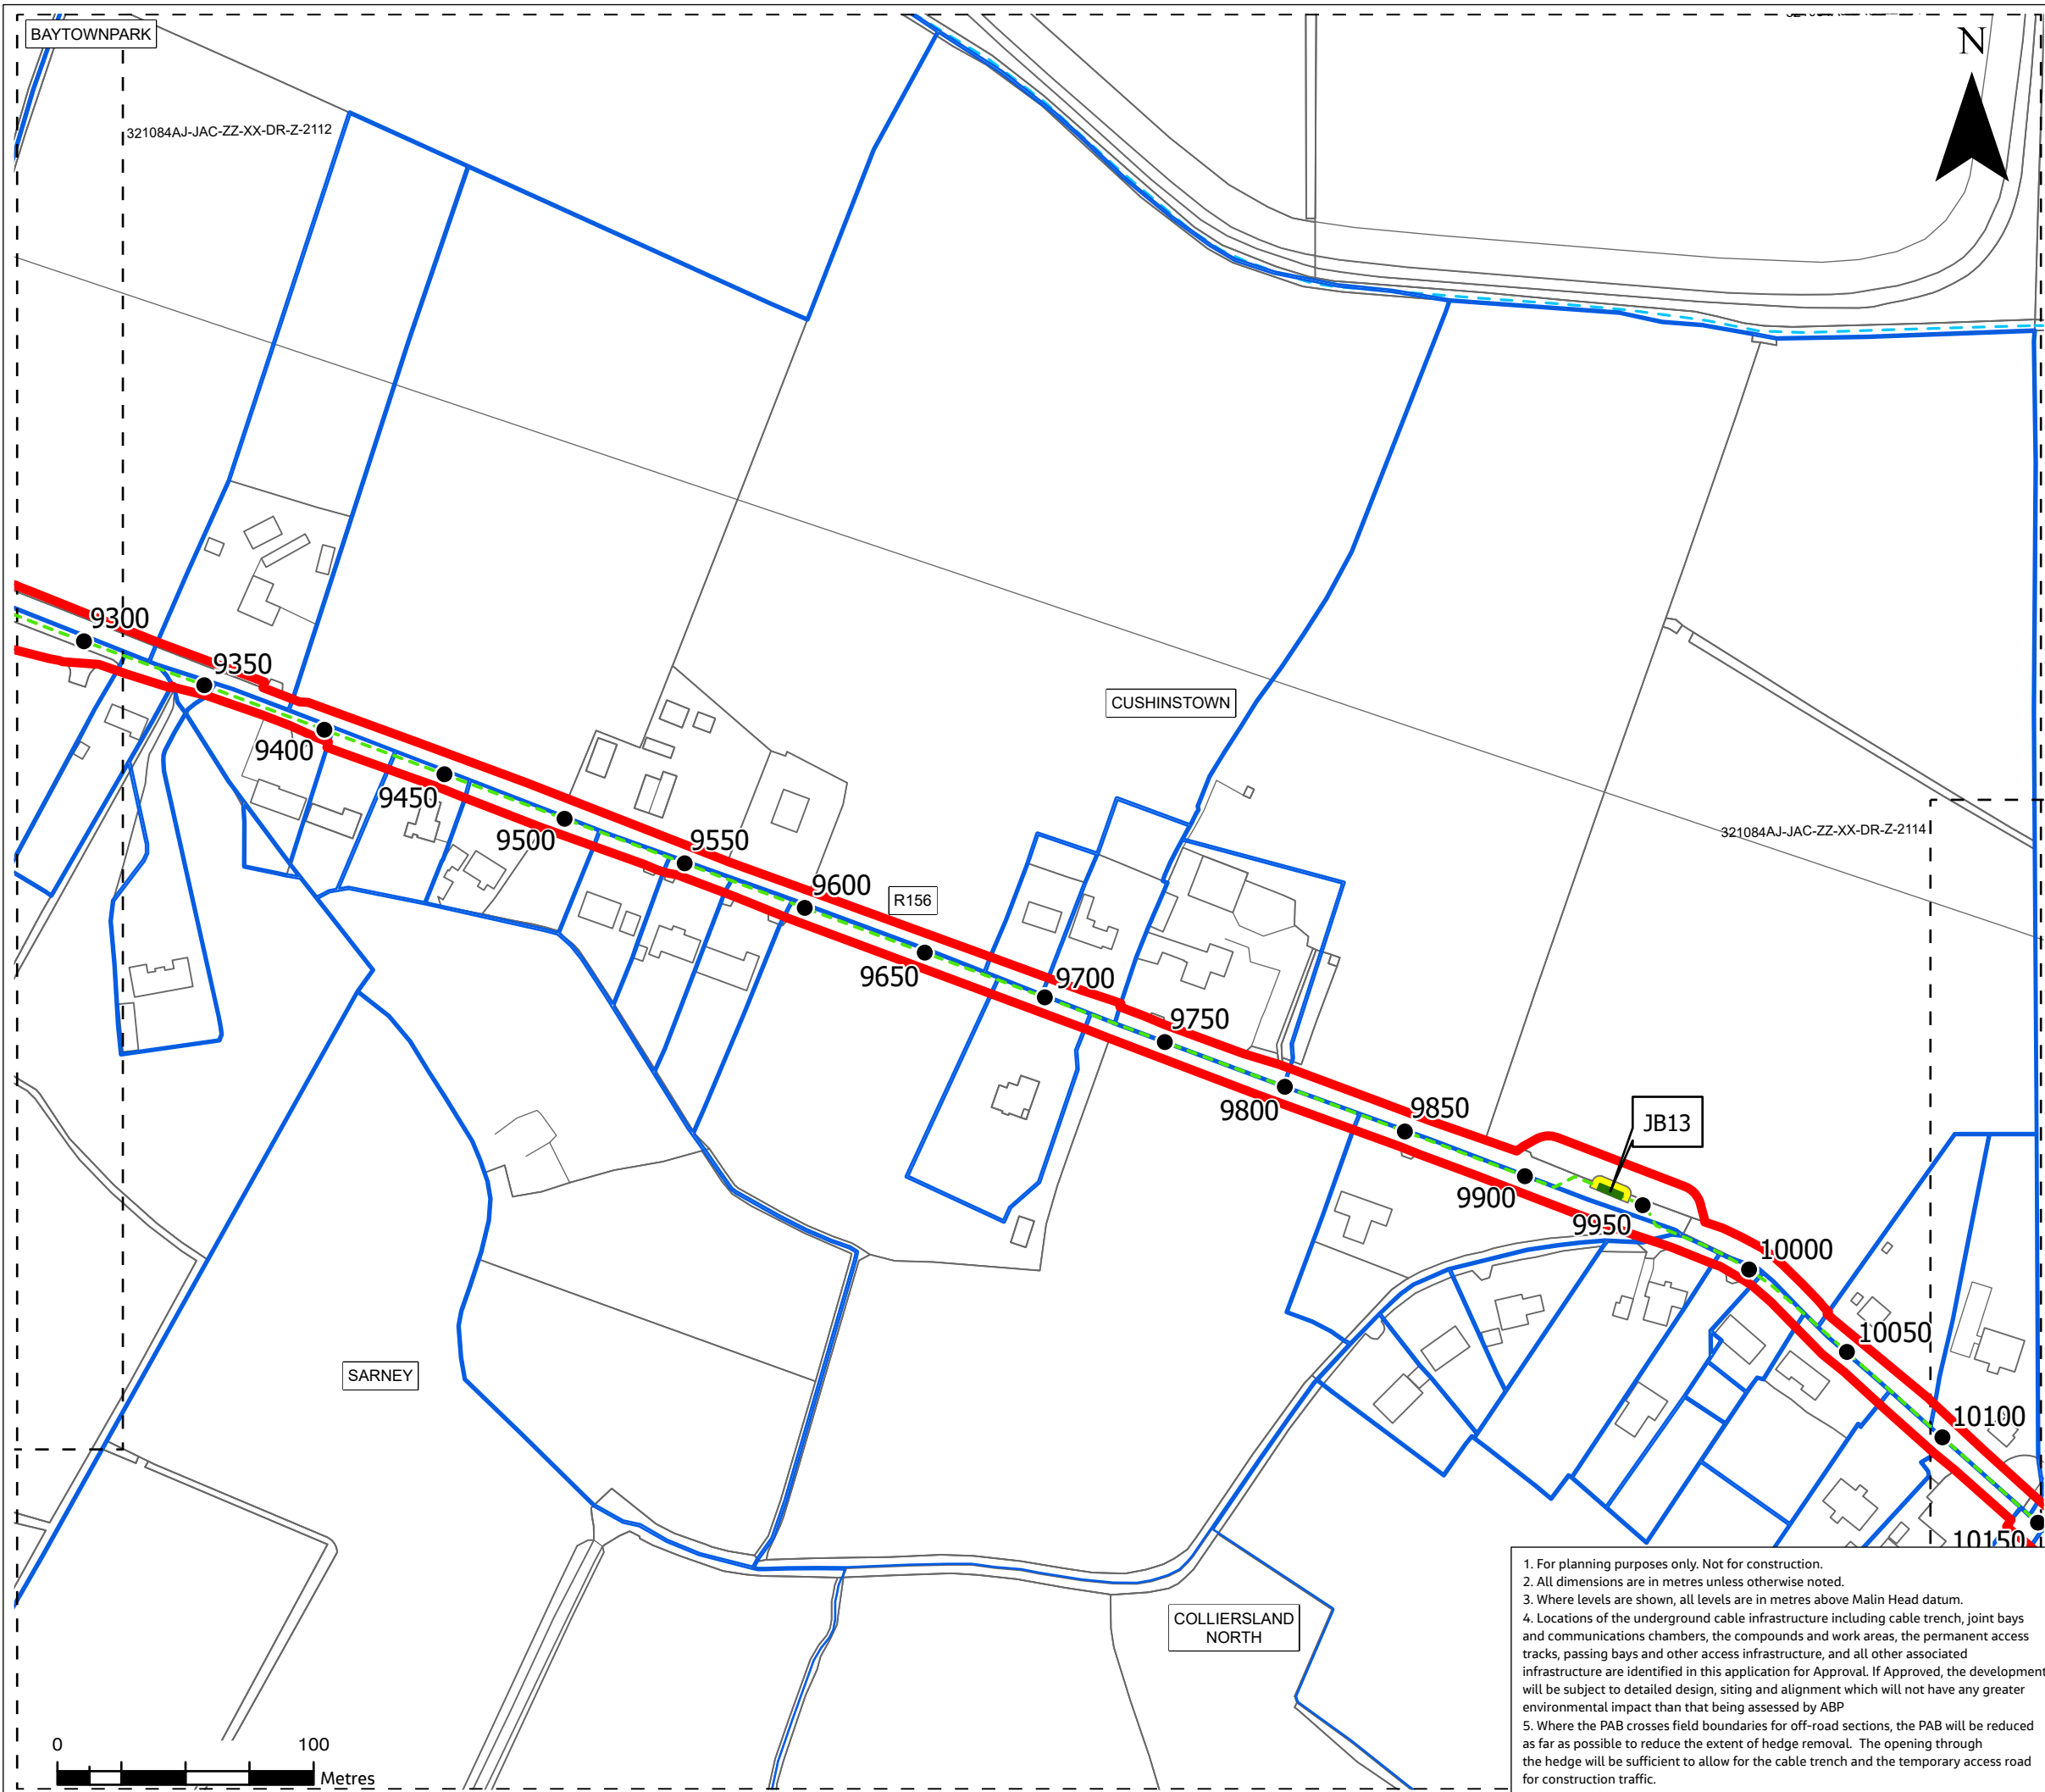 BAYTOWNPARK
N
321084AJ-JAC-ZZ-XX-DR-Z-2112
9300
9350
9400
9450
9500
9550
9600
R156
9650
CUSHINSTOWN
321084AJ-JAC-ZZ-XX-DR-Z-2114
9700
9750
9800
9850
JB13
9900
9950
10000
10050
10100
10150
SARNEY
COLLIERSLAND
NORTH
0 100
Metres
1. For planning purposes only. Not for construction.
2. All dimensions are in metres unless otherwise noted.
3. Where levels are shown, all levels are in metres above Malin Head datum.
4. Locations of the underground cable infrastructure including cable trench, joint bays
and communications chambers, the compounds and work areas, the permanent access
tracks, passing bays and other access infrastructure, and all other associated
infrastructure are identified in this application for Approval. If Approved, the development
will be subject to detailed design, siting and alignment which will not have any greater
environmental impact than that being assessed by ABP
5. Where the PAB crosses field boundaries for off-road sections, the PAB will be reduced
as far as possible to reduce the extent of hedge removal. The opening through
the hedge will be sufficient to allow for the cable trench and the temporary access road
for construction traffic.